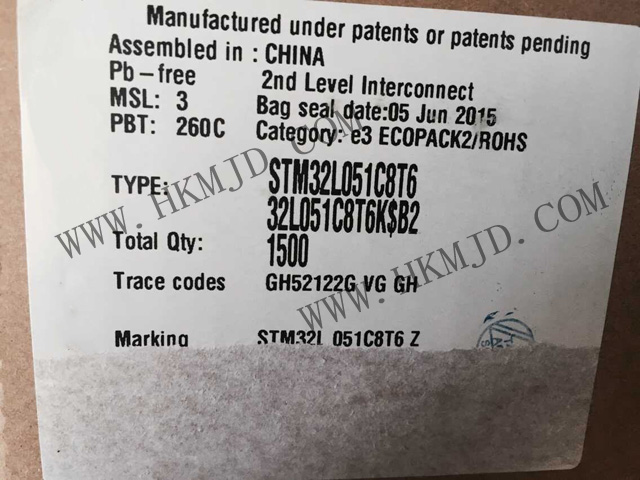 Manufactured under patents or patents pending
Assembled in : CHINA
Pb-free 2nd Level Interconnect
MSL: 3 Bag seal date:05 Jun 2015
PBT: 260C Category: e3 ECOPACK2/ROHS
TYPE: STM32L051C8T6
32L051C8T6K$B2
Total Qty: 1500
Trace codes GH52122G VG GH
Marking STM32L 051C8T6 Z
WWW.HKMJD.COM
WWW.HKMJD.COM